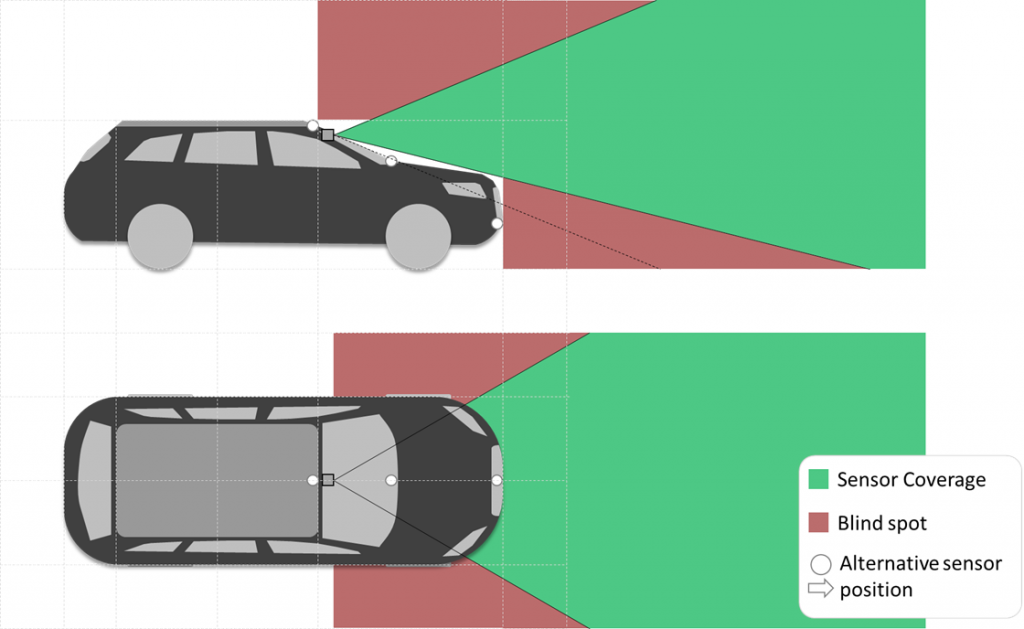 Sensor Coverage
Blind spot
Alternative sensor
position